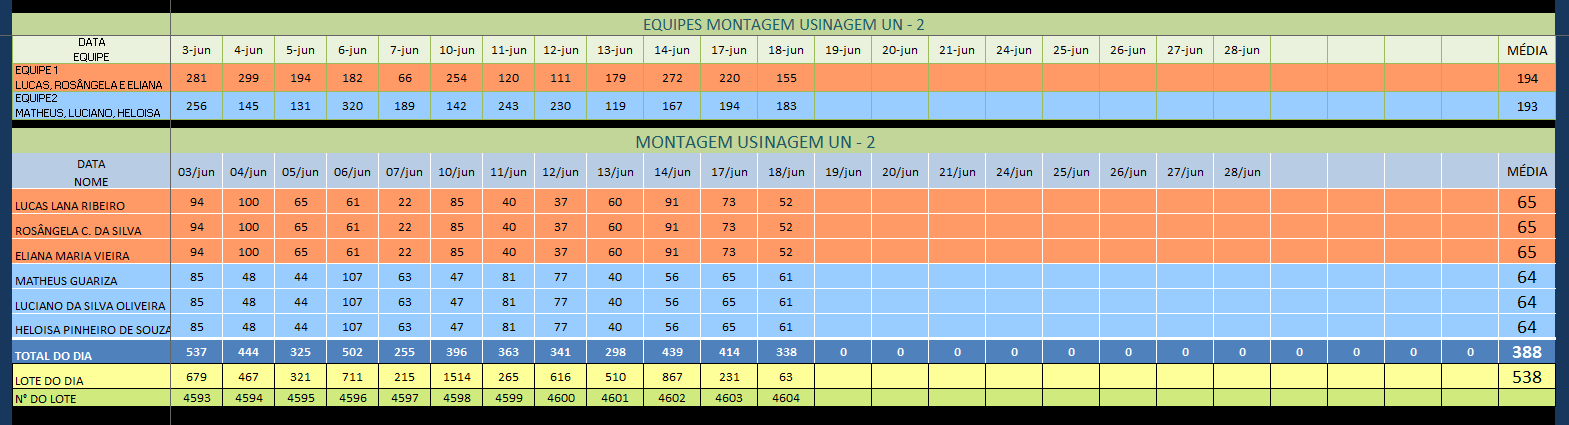 EQUIPES MONTAGEM USINAGEM UN - 2
DATA
EQUIPE 3-jun 4-jun 5-jun 6-jun 7-jun 10-jun 11-jun 12-jun 13-jun 14-jun 17-jun 18-jun 19-jun 20-jun 21-jun 24-jun 25-jun 26-jun 27-jun 28-jun MÉDIA
EQUIPE 1
LUCAS, ROSÂNGELA E ELIANA 281 299 194 182 66 254 120 111 179 272 220 155 194
EQUIPE2
MATHEUS, LUCIANO, HELOISA 256 145 131 320 189 142 243 230 119 167 194 183 193
MONTAGEM USINAGEM UN - 2
DATA
NOME 03/jun 04/jun 05/jun 06/jun 07/jun 10/jun 11/jun 12/jun 13/jun 14/jun 17/jun 18/jun 19/jun 20/jun 21/jun 24/jun 25/jun 26/jun 27/jun 28/jun MÉDIA
LUCAS LANA RIBEIRO 94 100 65 61 22 85 40 37 60 91 73 52 65
ROSÂNGELA C. DA SILVA 94 100 65 61 22 85 40 37 60 91 73 52 65
ELIANA MARIA VIEIRA 94 100 65 61 22 85 40 37 60 91 73 52 65
MATHEUS GUARIZA 85 48 44 107 63 47 81 77 40 56 65 61 64
LUCIANO DA SILVA OLIVEIRA 85 48 44 107 63 47 81 77 40 56 65 61 64
HELOISA PINHEIRO DE SOUZA 85 48 44 107 63 47 81 77 40 56 65 61 64
TOTAL DO DIA 537 444 325 502 255 396 363 341 298 439 414 338 0 0 0 0 0 0 0 0 0 0 0 0 388
LOTE DO DIA 679 467 321 711 215 1514 265 616 510 867 231 63 538
N° DO LOTE 4593 4594 4595 4596 4597 4598 4599 4600 4601 4602 4603 4604